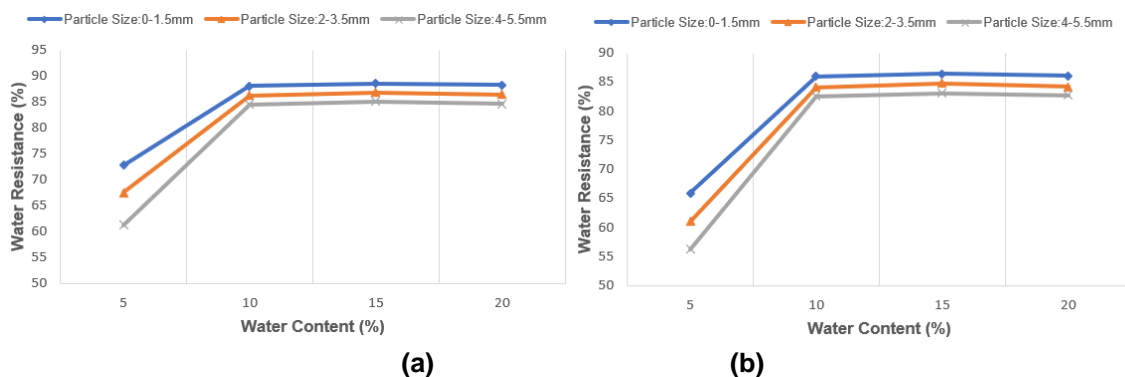 Particle Size:0-1.5mm Particle Size:2-3.5mm Particle Size:4-5.5mm
95
90
85
80
75
70
65
60
55
50
Water Resistance (%)
5 10 15 20
Water Content (%)
(a)
Particle Size:0-1.5mm Particle Size:2-3.5mm Particle Size:4-5.5mm
90
85
80
75
70
65
60
55
50
Water Resistance (%)
5 10 15 20
Water Content (%)
(b)